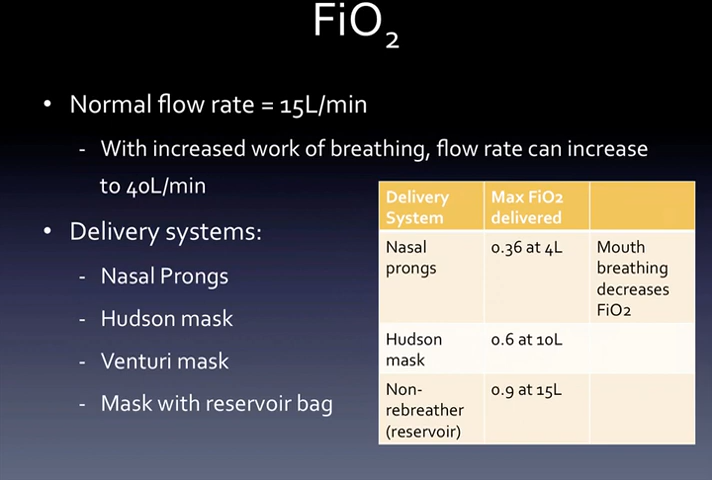 FiO₂
• Normal flow rate = 15L/min
- With increased work of breathing, flow rate can increase
to 40L/min
• Delivery systems:
- Nasal Prongs
- Hudson mask
- Venturi mask
- Mask with reservoir bag
Delivery
System
Max FiO2
delivered
Nasal
prongs
0.36 at 4L
Mouth
breathing
decreases
FiO2
Hudson
mask
0.6 at 10L
Non-
rebreather
(reservoir)
0.9 at 15L